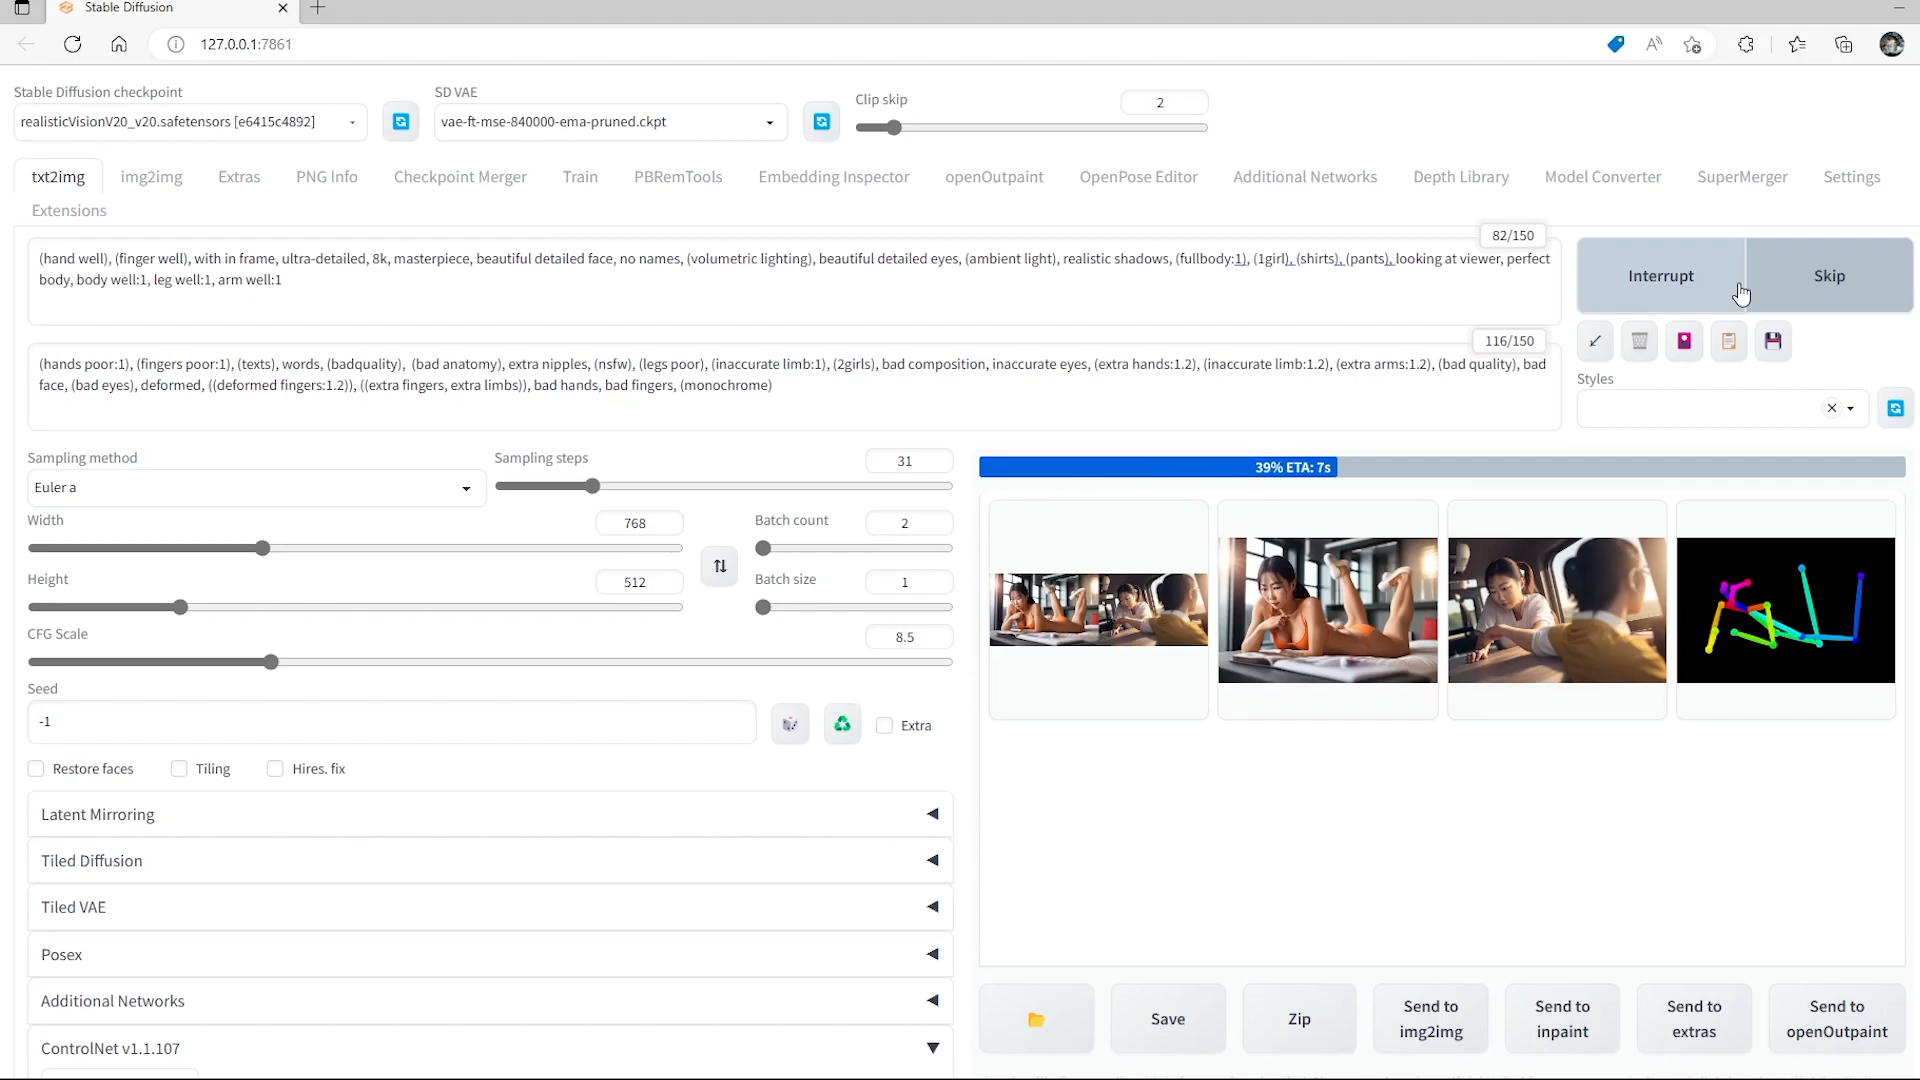 Stable Diffusion
127.0.0.1:7861
Stable Diffusion checkpoint
realisticVisionV20_v20.safetensors [e6415c4892]
SD VAE
vae-ft-mse-840000-ema-pruned.ckpt
Clip skip
2
txt2img
img2img
Extras
PNG Info
Checkpoint Merger
Train
PBRemTools
Embedding Inspector
openOutpaint
OpenPose Editor
Additional Networks
Depth Library
Model Converter
SuperMerger
Settings
Extensions
82/150
(hand well), (finger well), with in frame, ultra-detailed, 8k, masterpiece, beautiful detailed face, no names, (volumetric lighting), beautiful detailed eyes, (ambient light), realistic shadows, (fullbody:1), (1girl), (shirts), (pants), looking at viewer, perfect
body, body well:1, leg well:1, arm well:1
Interrupt
Skip
116/150
(hands poor:1), (fingers poor:1), (texts), words, (badquality), (bad anatomy), extra nipples, (nsfw), (legs poor), (inaccurate limb:1), (2girls), bad composition, inaccurate eyes, (extra hands:1.2), (inaccurate limb:1.2), (extra arms:1.2), (bad quality), bad
face, (bad eyes), deformed, ((deformed fingers:1.2)), ((extra fingers, extra limbs)), bad hands, bad fingers, (monochrome)
Styles
Sampling method
Euler a
Sampling steps
31
39% ETA: 7s
Width
768
Batch count
2
Height
512
Batch size
1
CFG Scale
8.5
Seed
-1
Extra
Restore faces
Tiling
Hires. fix
Latent Mirroring
Tiled Diffusion
Tiled VAE
Posex
Additional Networks
ControlNet v1.1.107
Save
Zip
Send to
img2img
Send to
inpaint
Send to
extras
Send to
openOutpaint